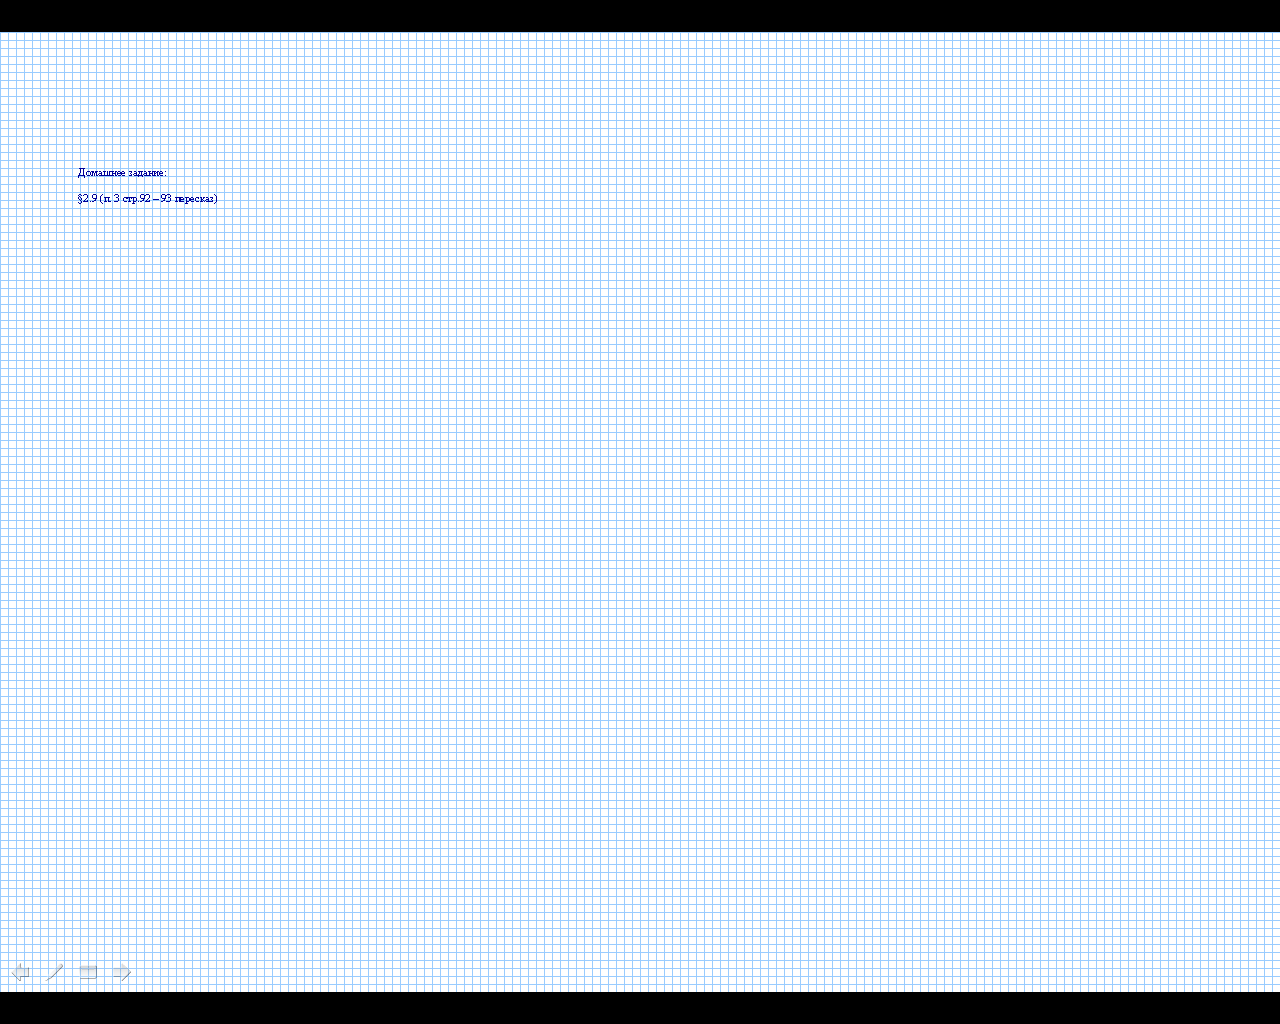 Домашнее задание:
§2.9 (п. 3 стр.92 – 93 пересказ)